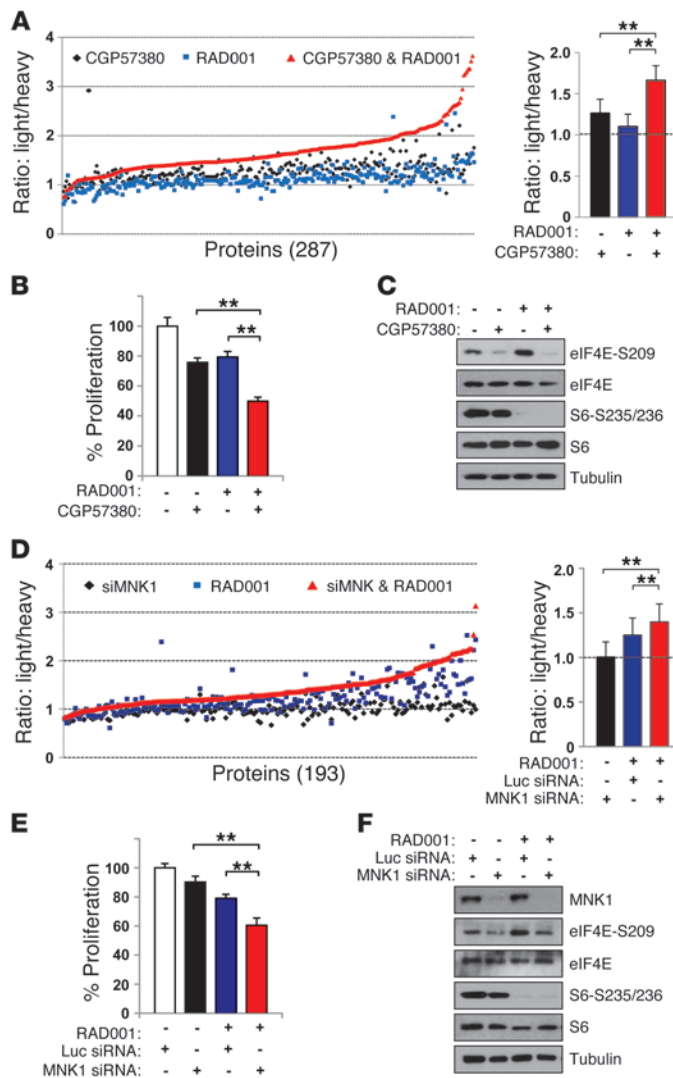 A
Ratio: light/heavy
4
3
2
1
0
CGP57380 RAD001 CGP57380 & RAD001
Proteins (287)
Ratio: light/heavy
2.0
1.5
1.0
0.5
0
** **
RAD001: - + +
CGP57380: + - +
B
% Proliferation
100
80
60
40
20
0
** **
RAD001: - - + +
CGP57380: - + - +
C
RAD001: - - + +
CGP57380: - + - +
eIF4E-S209
eIF4E
S6-S235/236
S6
Tubulin
D
Ratio: light/heavy
4
3
2
1
0
siMNK1 RAD001 siMNK & RAD001
Proteins (193)
Ratio: light/heavy
2.0
1.5
1.0
0.5
0
** **
RAD001: - + +
Luc siRNA: - + -
MNK1 siRNA: + - +
E
% Proliferation
100
80
60
40
20
0
** **
RAD001: - - + +
Luc siRNA: + - + -
MNK1 siRNA: - + - +
F
RAD001: - - + +
Luc siRNA: + - + -
MNK1 siRNA: - + - +
MNK1
eIF4E-S209
eIF4E
S6-S235/236
S6
Tubulin